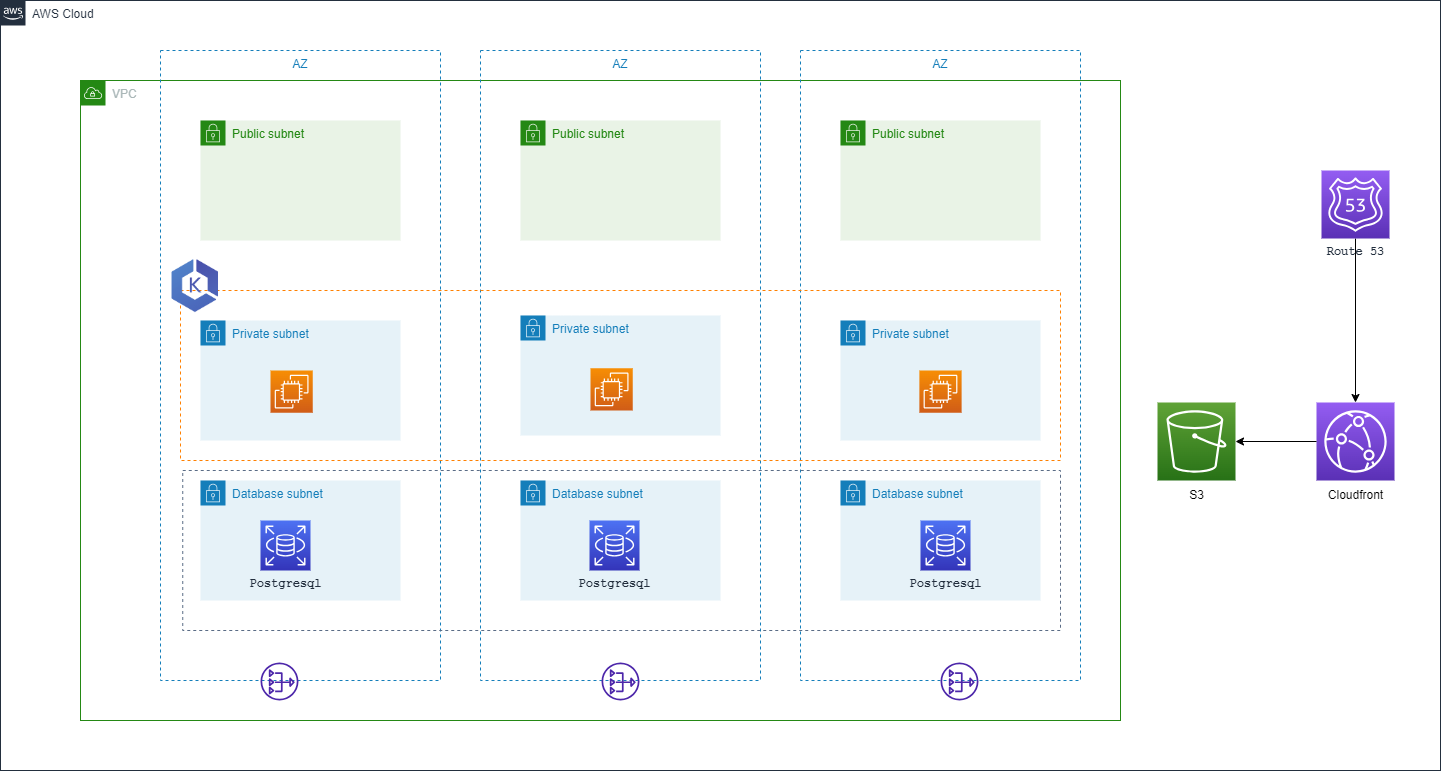 aws
AWS Cloud
AZ
AZ
AZ
VPC
Public subnet
Public subnet
Public subnet
53
Route 53
K
Private subnet
Private subnet
Private subnet
S3
Cloudfront
Database subnet
Database subnet
Database subnet
Postgresql
Postgresql
Postgresql